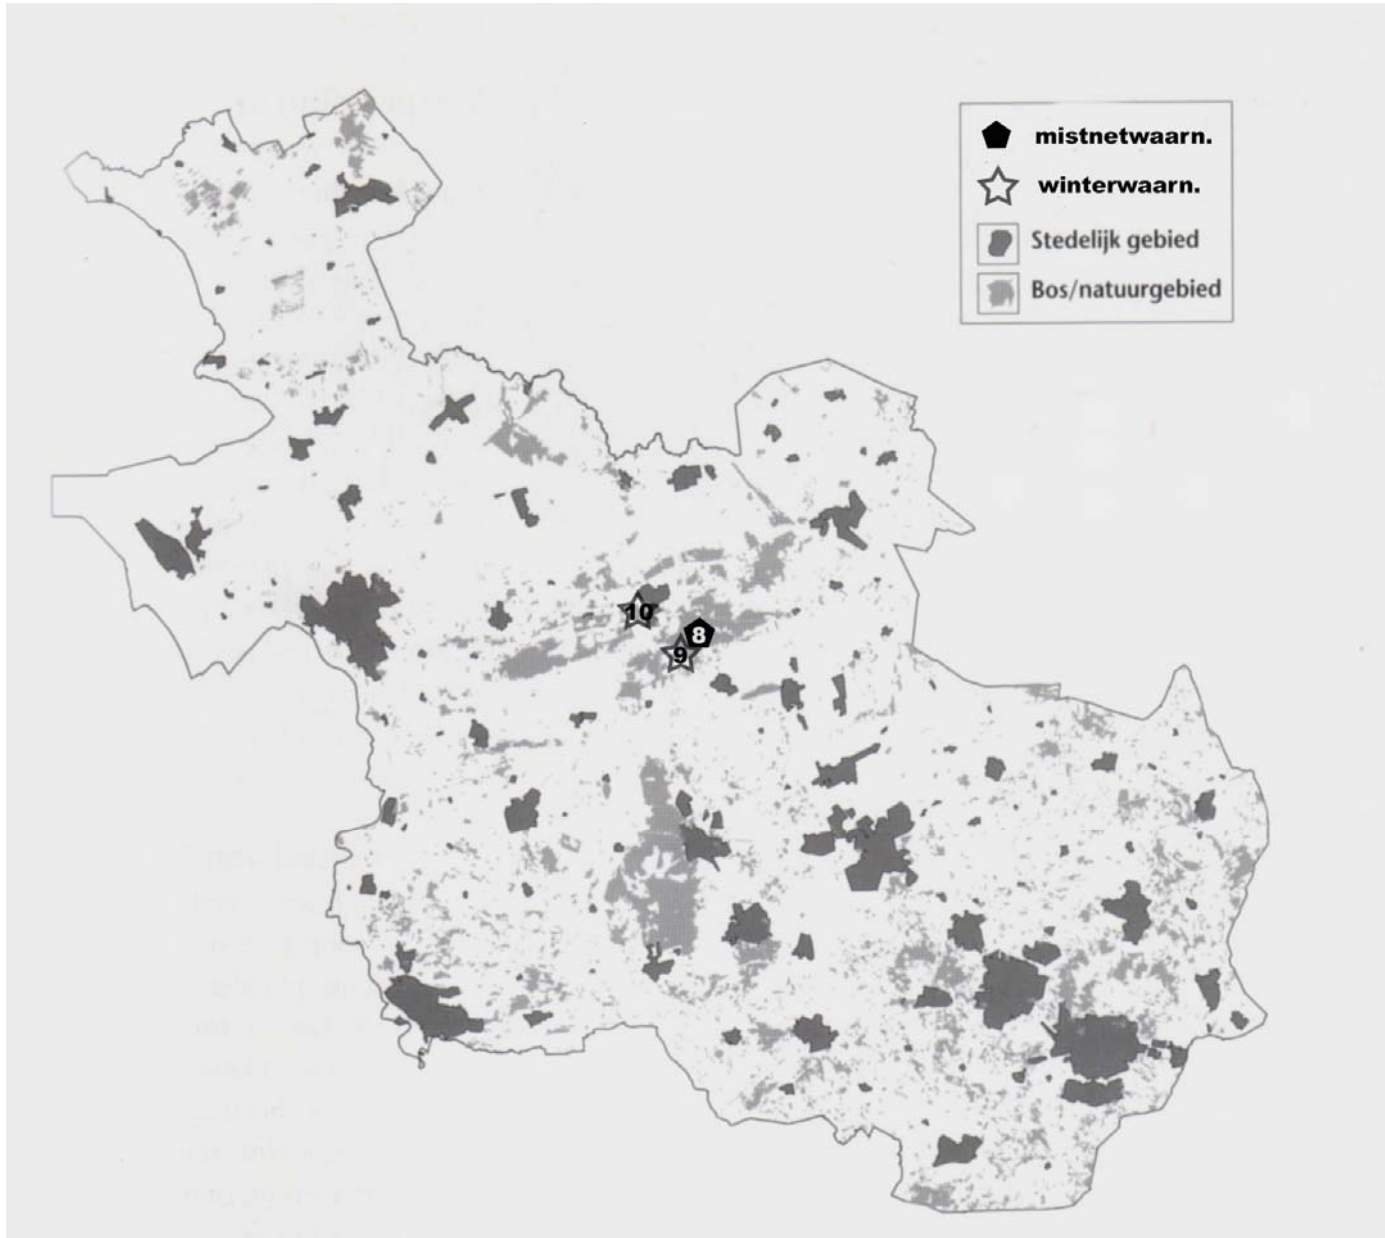 mistnetwaarn.
winterwaarn.
Stedelijk gebied
Bos/natuurgebied
10
8
9